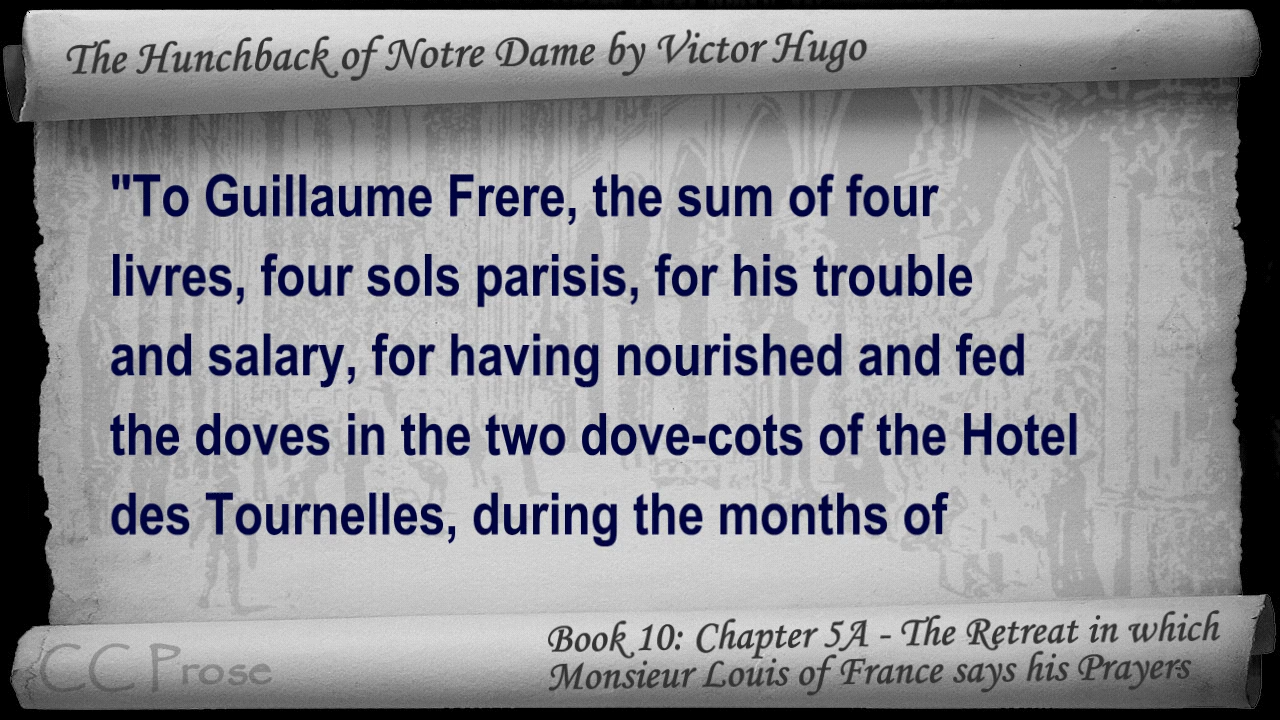 The Hunchback of Notre Dame by Victor Hugo
"To Guillaume Frere, the sum of four
livres, four sols parisis, for his trouble
and salary, for having nourished and fed
the doves in the two dove-cots of the Hotel
des Tournelles, during the months of
Book 10: Chapter 5A - The Retreat in which
Monsieur Louis of France says his Prayers
CC Prose